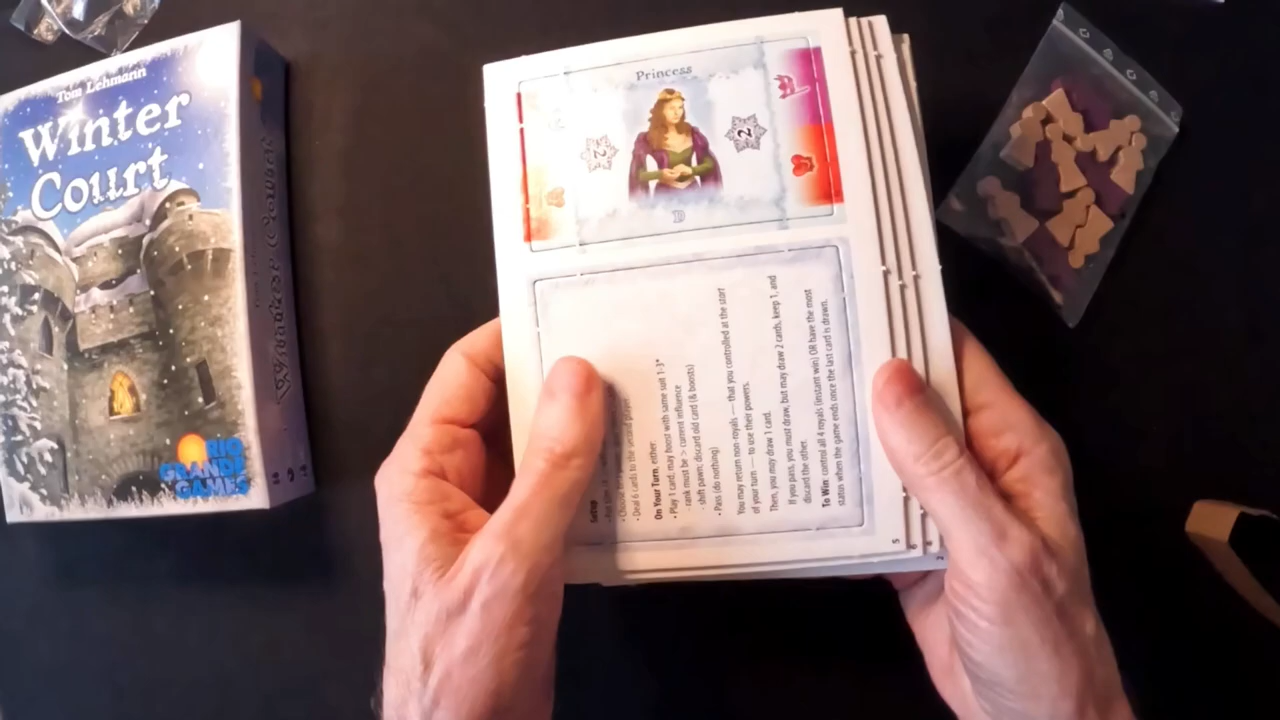 Tom Lehmann
Winter
Court
RIO
GRANDE
GAMES
Winter Court
Princess
2
2
D
Setup
• Deal 6 cards to the second player
On Your Turn, either:
• Play 1 card, may boost with same suit 1-3*
- rank must be > current influence
- shift pawn; discard old card (& boosts)
• Pass (do nothing)
You may return non-royals — that you controlled at the start
of your turn — to use their powers.
Then, you may draw 1 card.
If you pass, you must draw, but may draw 2 cards, keep 1, and
discard the other.
To Win: control all 4 royals (instant win) OR have the most
status when the game ends once the last card is drawn.
5